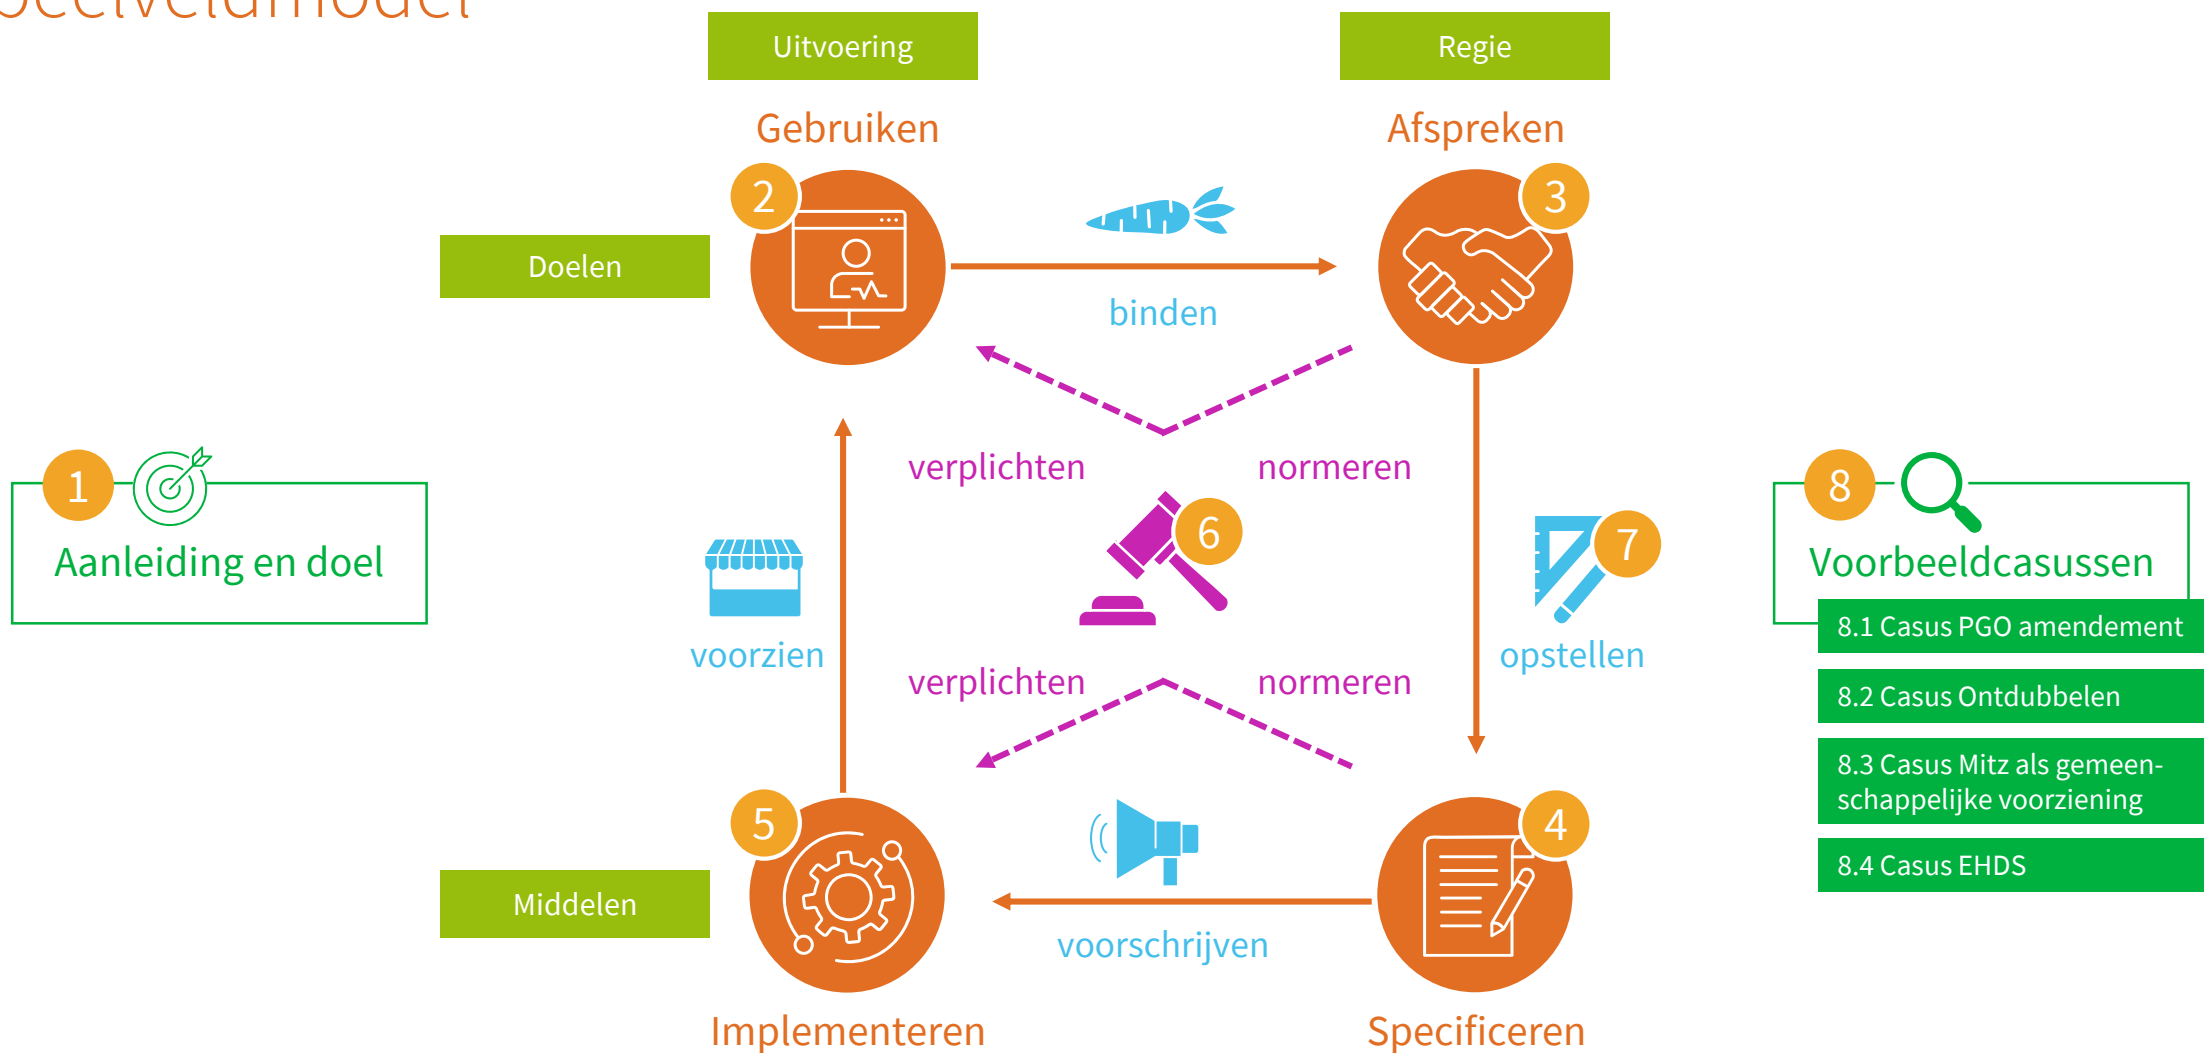 Uitvoering
Regie
Gebruiken
Afspreken
2
3
Doelen
binden
1
Aanleiding en doel
verplichten
normeren
6
7
8
Voorbeeldcasussen
8.1 Casus PGO amendement
8.2 Casus Ontdubbelen
8.3 Casus Mitz als gemeen-
schappelijke voorziening
8.4 Casus EHDS
voorzien
opstellen
verplichten
normeren
5
4
Middelen
voorschrijven
Implementeren
Specificeren